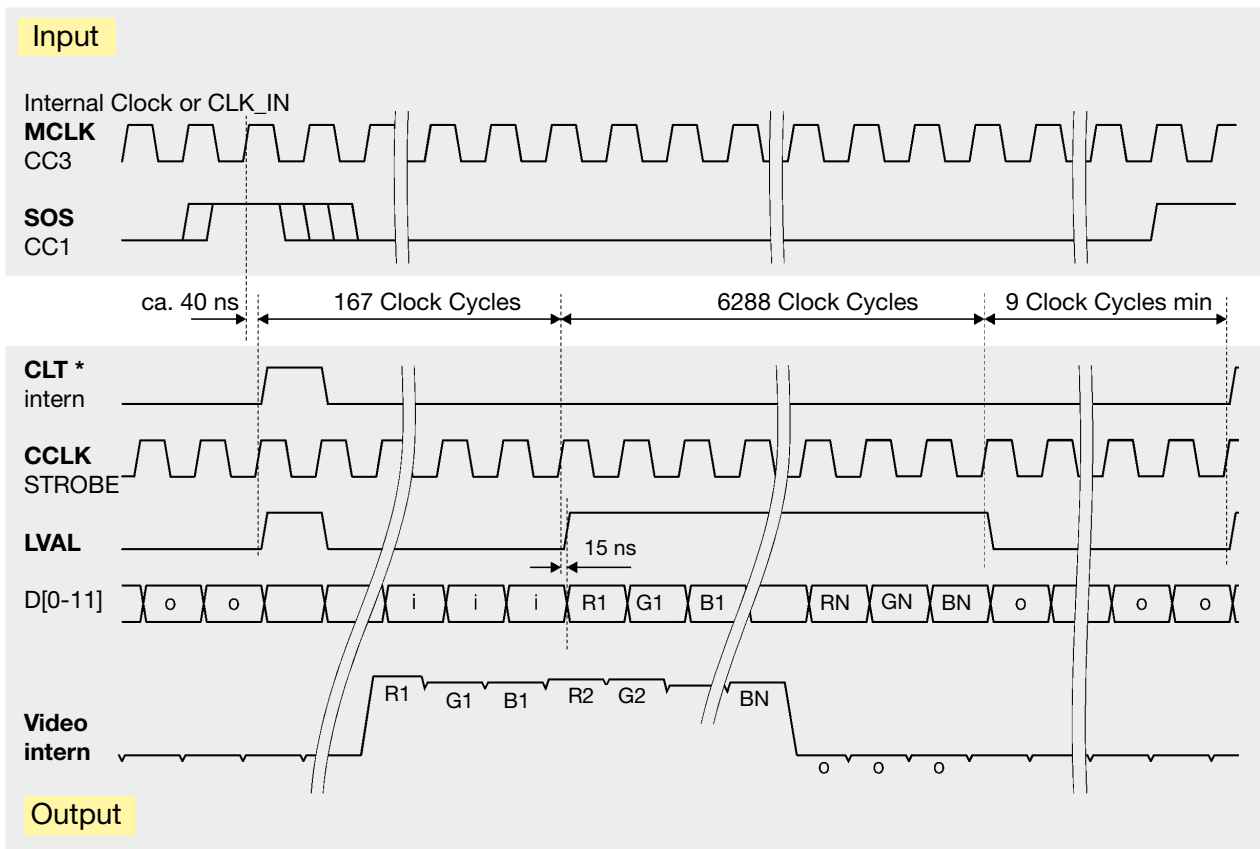 Input
Internal Clock or CLK_IN
MCLK
CC3
SOS
CC1
ca. 40 ns
167 Clock Cycles
6288 Clock Cycles
9 Clock Cycles min
CLT *
intern
CCLK
STROBE
LVAL
15 ns
D[0-11]
o o i i i R1 G1 B1 RN GN BN o o o
R1 G1 B1 R2 G2 BN
Video
intern
o o o
Output